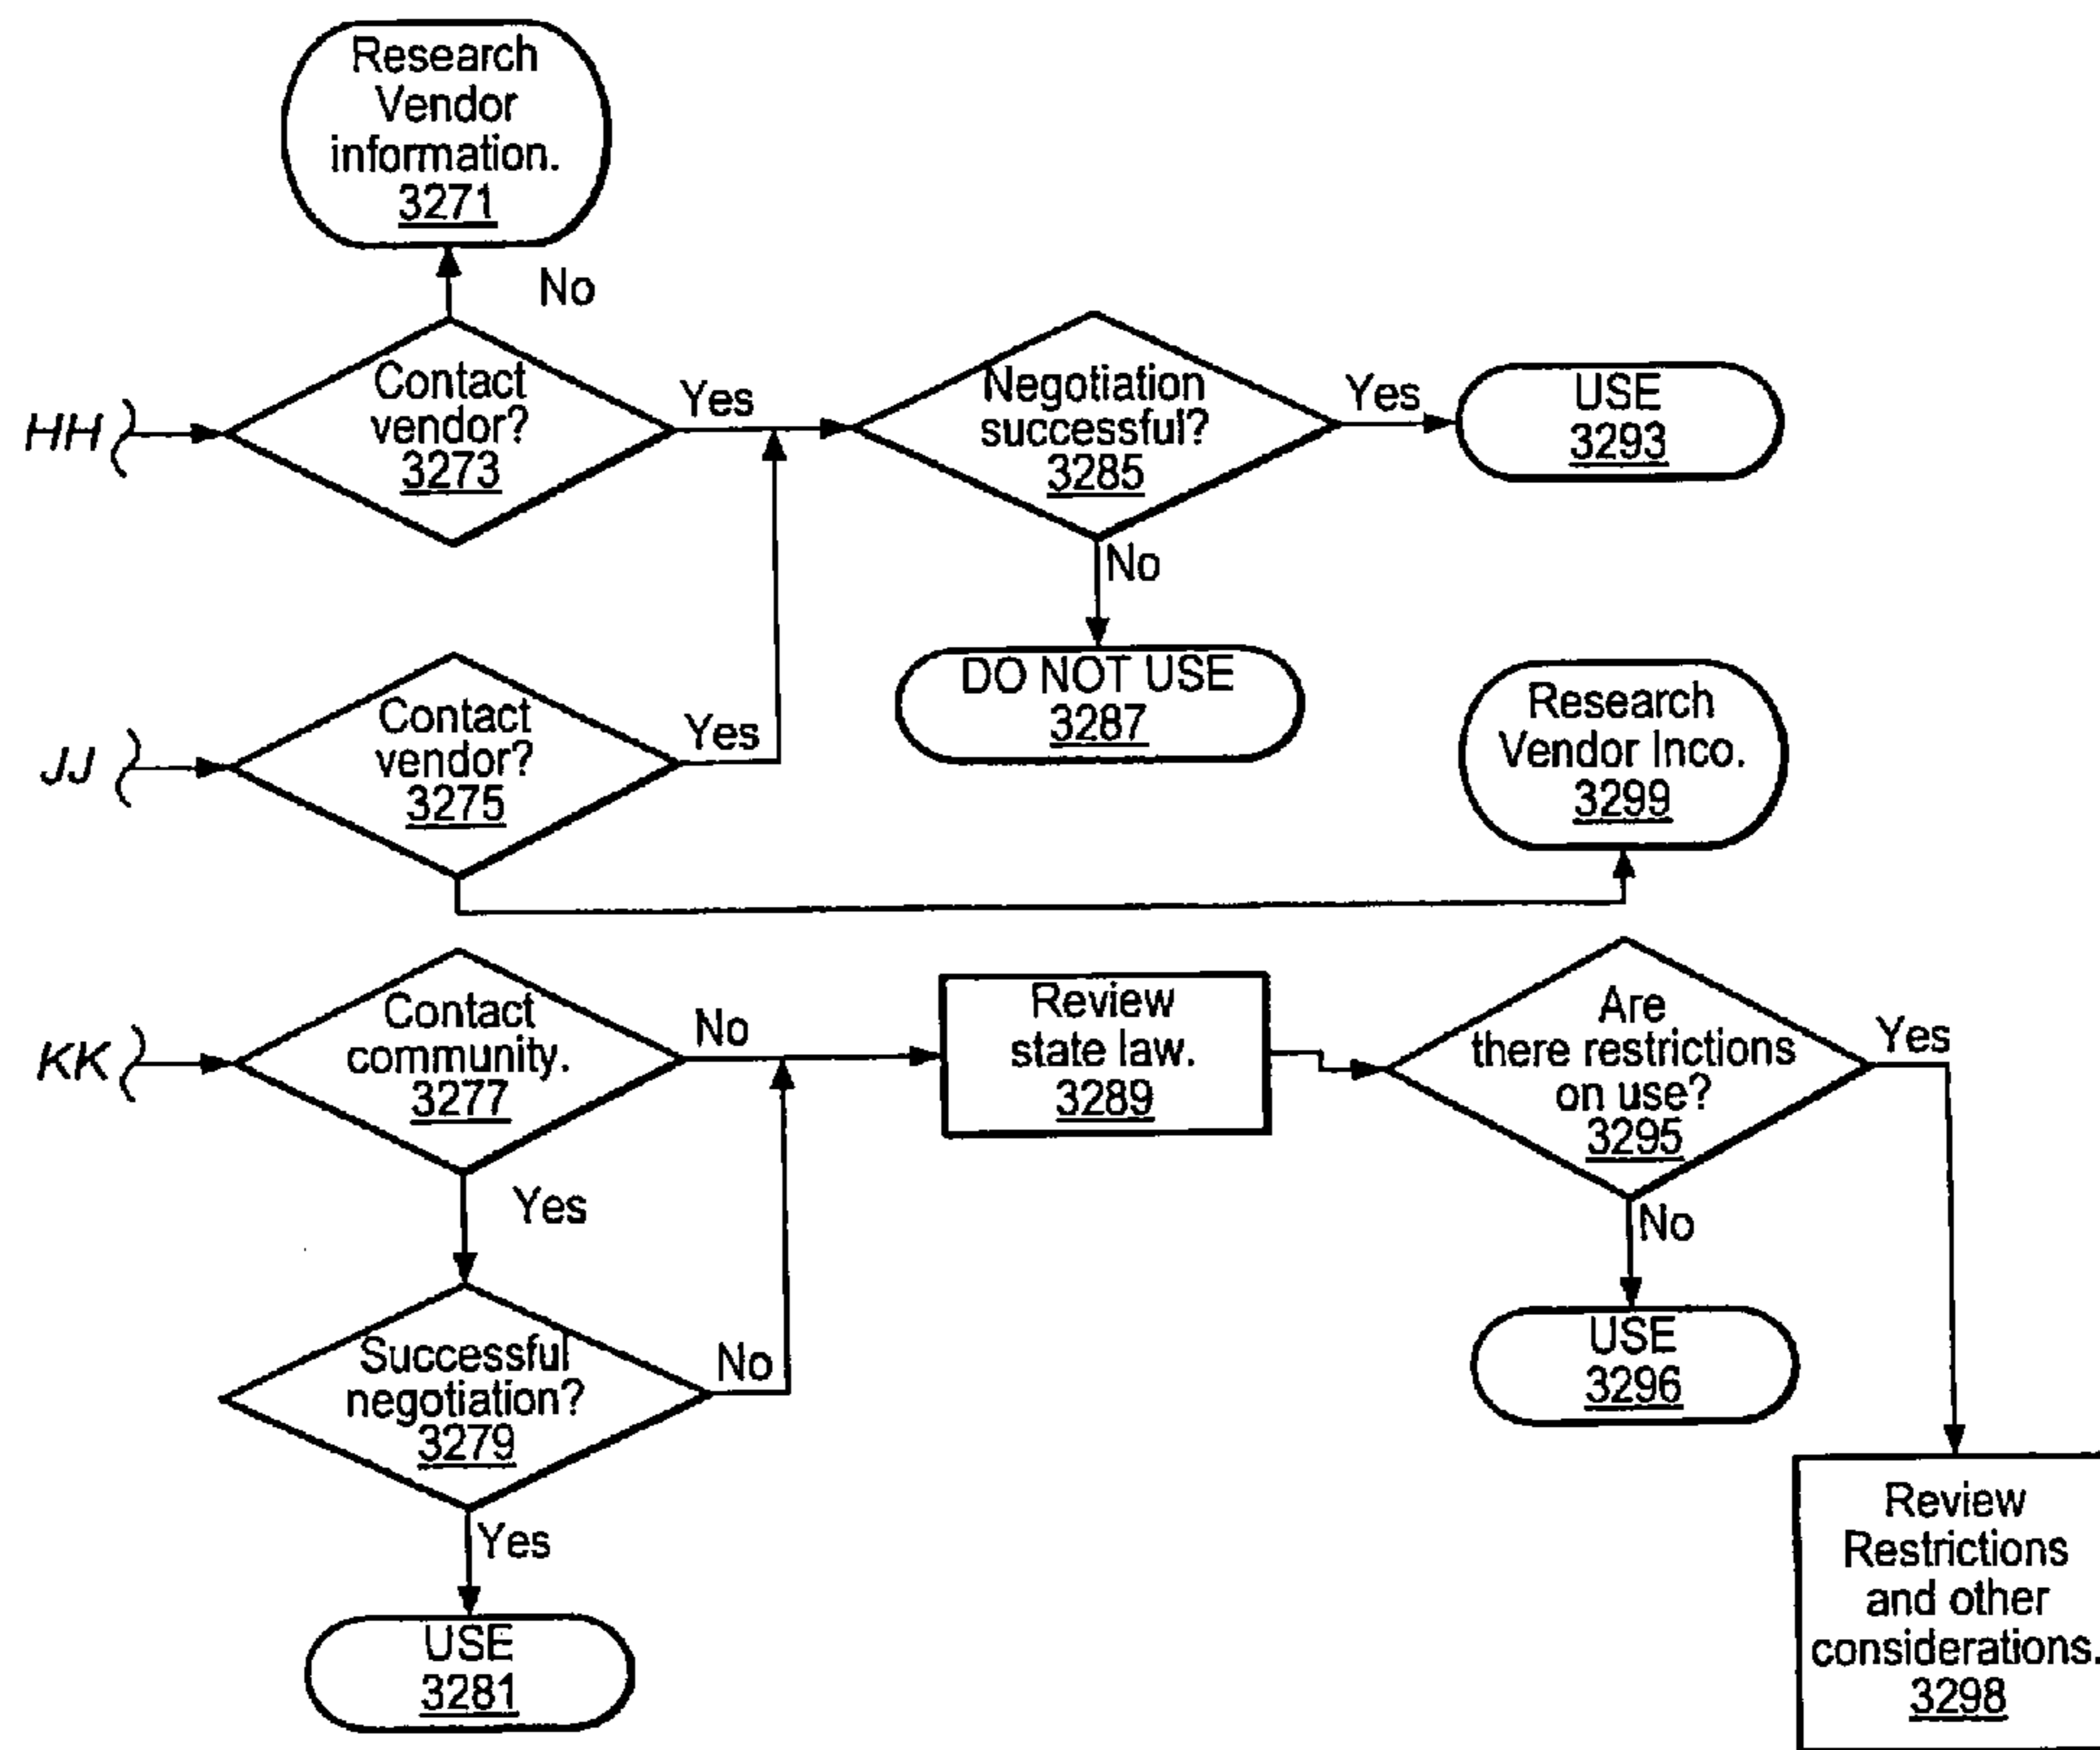 Research
Vendor
information.
3271
No
HH
Contact
vendor?
3273
Yes
Negotiation
successful?
3285
Yes
USE
3293
No
DO NOT USE
3287
JJ
Contact
vendor?
3275
Yes
Research
Vendor Inco.
3299
KK
Contact
community.
3277
No
Review
state law.
3289
Are
there restrictions
on use?
3295
Yes
No
USE
3296
Yes
Successful
negotiation?
3279
No
Yes
USE
3281
Review
Restrictions
and other
considerations.
3298